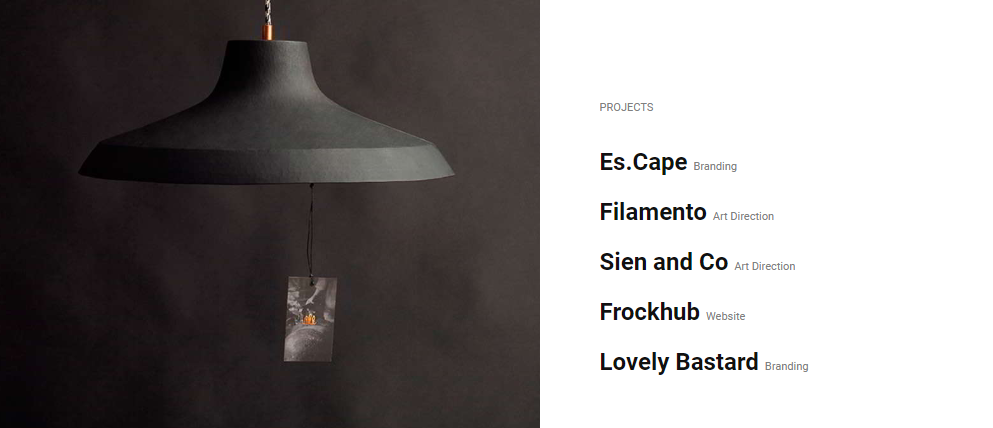 PROJECTS
Es.Cape Branding
Filamento Art Direction
Sien and Co Art Direction
Frockhub Website
Lovely Bastard Branding